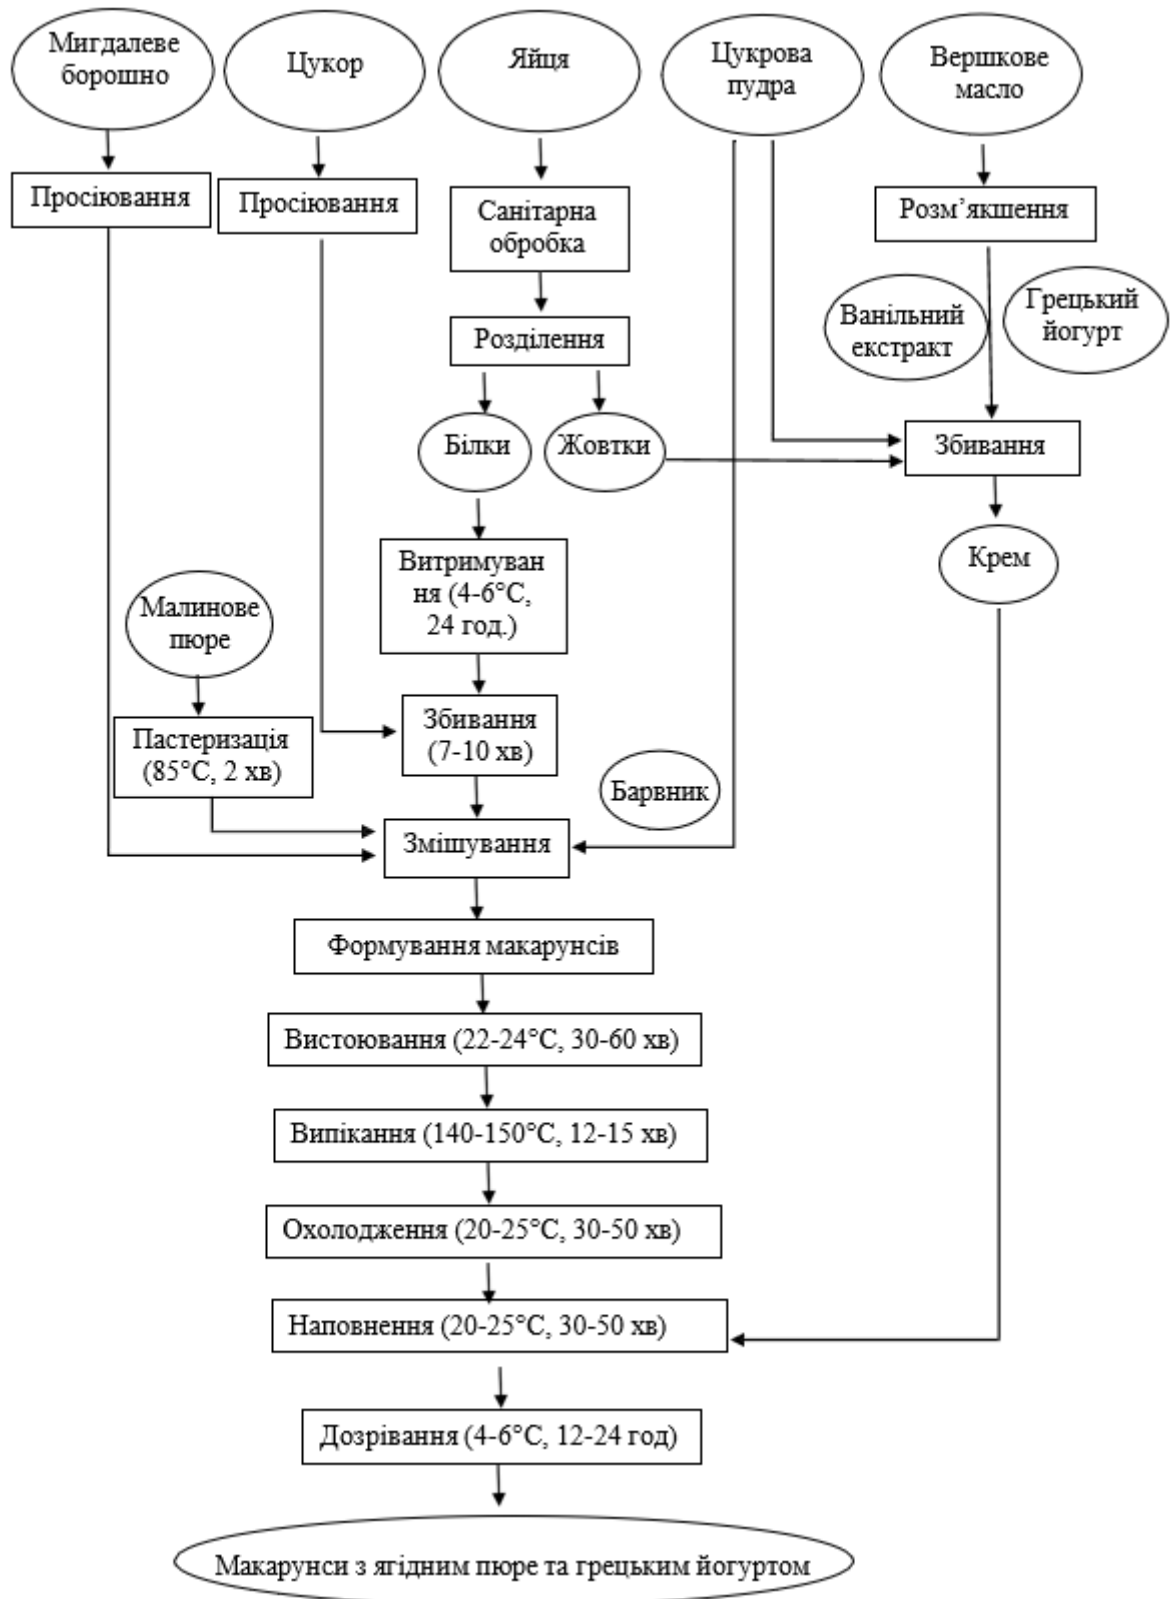 Мигдалеве
борошно
Цукор
Яйця
Цукрова
пудра
Вершкове
масло
Просіювання
Просіювання
Санітарна
обробка
Розм’якшення
Ванільний
екстракт
Грецький
йогурт
Розділення
Білки
Жовтки
Збивання
Витримуван
ня (4-6°С,
24 год.)
Крем
Малинове
пюре
Пастеризація
(85°С, 2 хв)
Збивання
(7-10 хв)
Барвник
Змішування
Формування макарунсів
Вистоювання (22-24°С, 30-60 хв)
Випікання (140-150°С, 12-15 хв)
Охолодження (20-25°С, 30-50 хв)
Наповнення (20-25°С, 30-50 хв)
Дозрівання (4-6°С, 12-24 год)
Макарунси з ягідним пюре та грецьким йогуртом